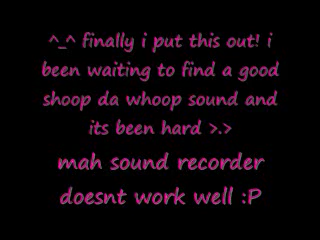 ^_^ finally i put this out! i
been waiting to find a good
shoop da whoop sound and
its been hard >.>
mah sound recorder
doesnt work well :P